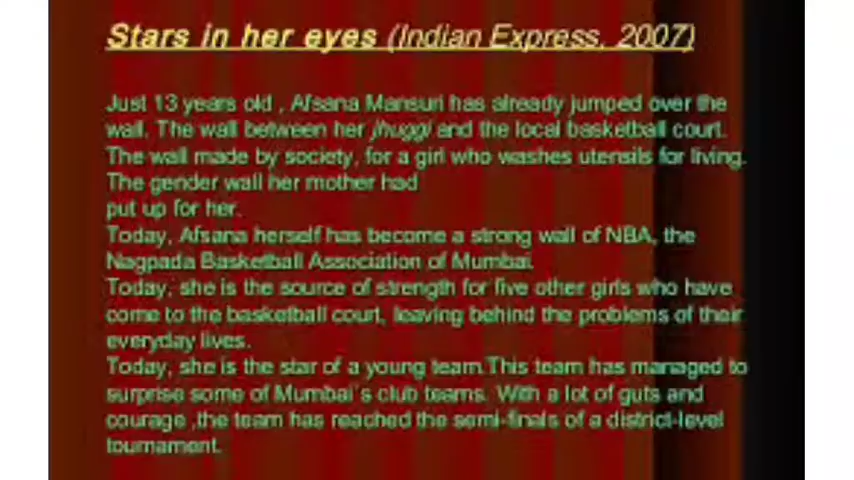 Stars in her eyes (Indian Express, 2007)
Just 13 years old , Afsana Mansuri has already jumped over the
wall. The wall between her jhuggi and the local basketball court.
The wall made by society, for a girl who washes utensils for living.
The gender wall her mother had
put up for her.
Today, Afsana herself has become a strong wall of NBA, the
Nagpada Basketball Association of Mumbai.
Today, she is the source of strength for five other girls who have
come to the basketball court, leaving behind the problems of their
everyday lives.
Today, she is the star of a young team.This team has managed to
surprise some of Mumbai's club teams. With a lot of guts and
courage ,the team has reached the semi-finals of a district-level
tournament.